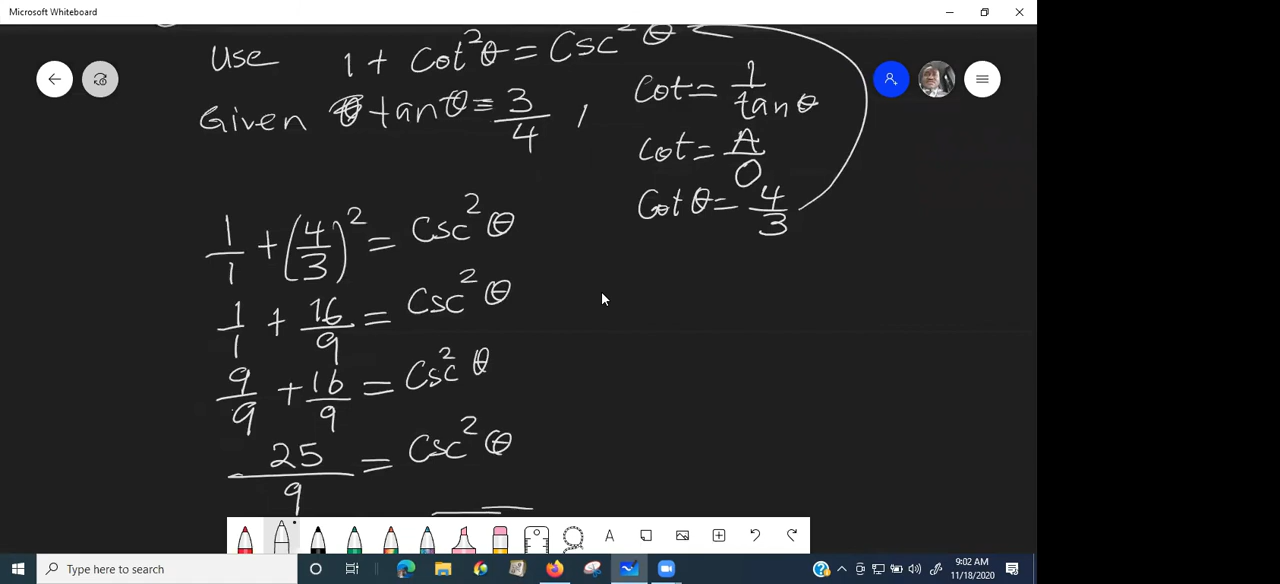 Microsoft Whiteboard
Use 1 + Cot²θ = Csc²θ
Given tanθ = 3/4 ,
Cot = 1/tanθ
Cot = A/O
Cotθ = 4/3
1/1 + (4/3)² = Csc²θ
1/1 + 16/9 = Csc²θ
9/9 + 16/9 = Csc²θ
25/9 = Csc²θ
A
Type here to search
9:02 AM
11/18/2020